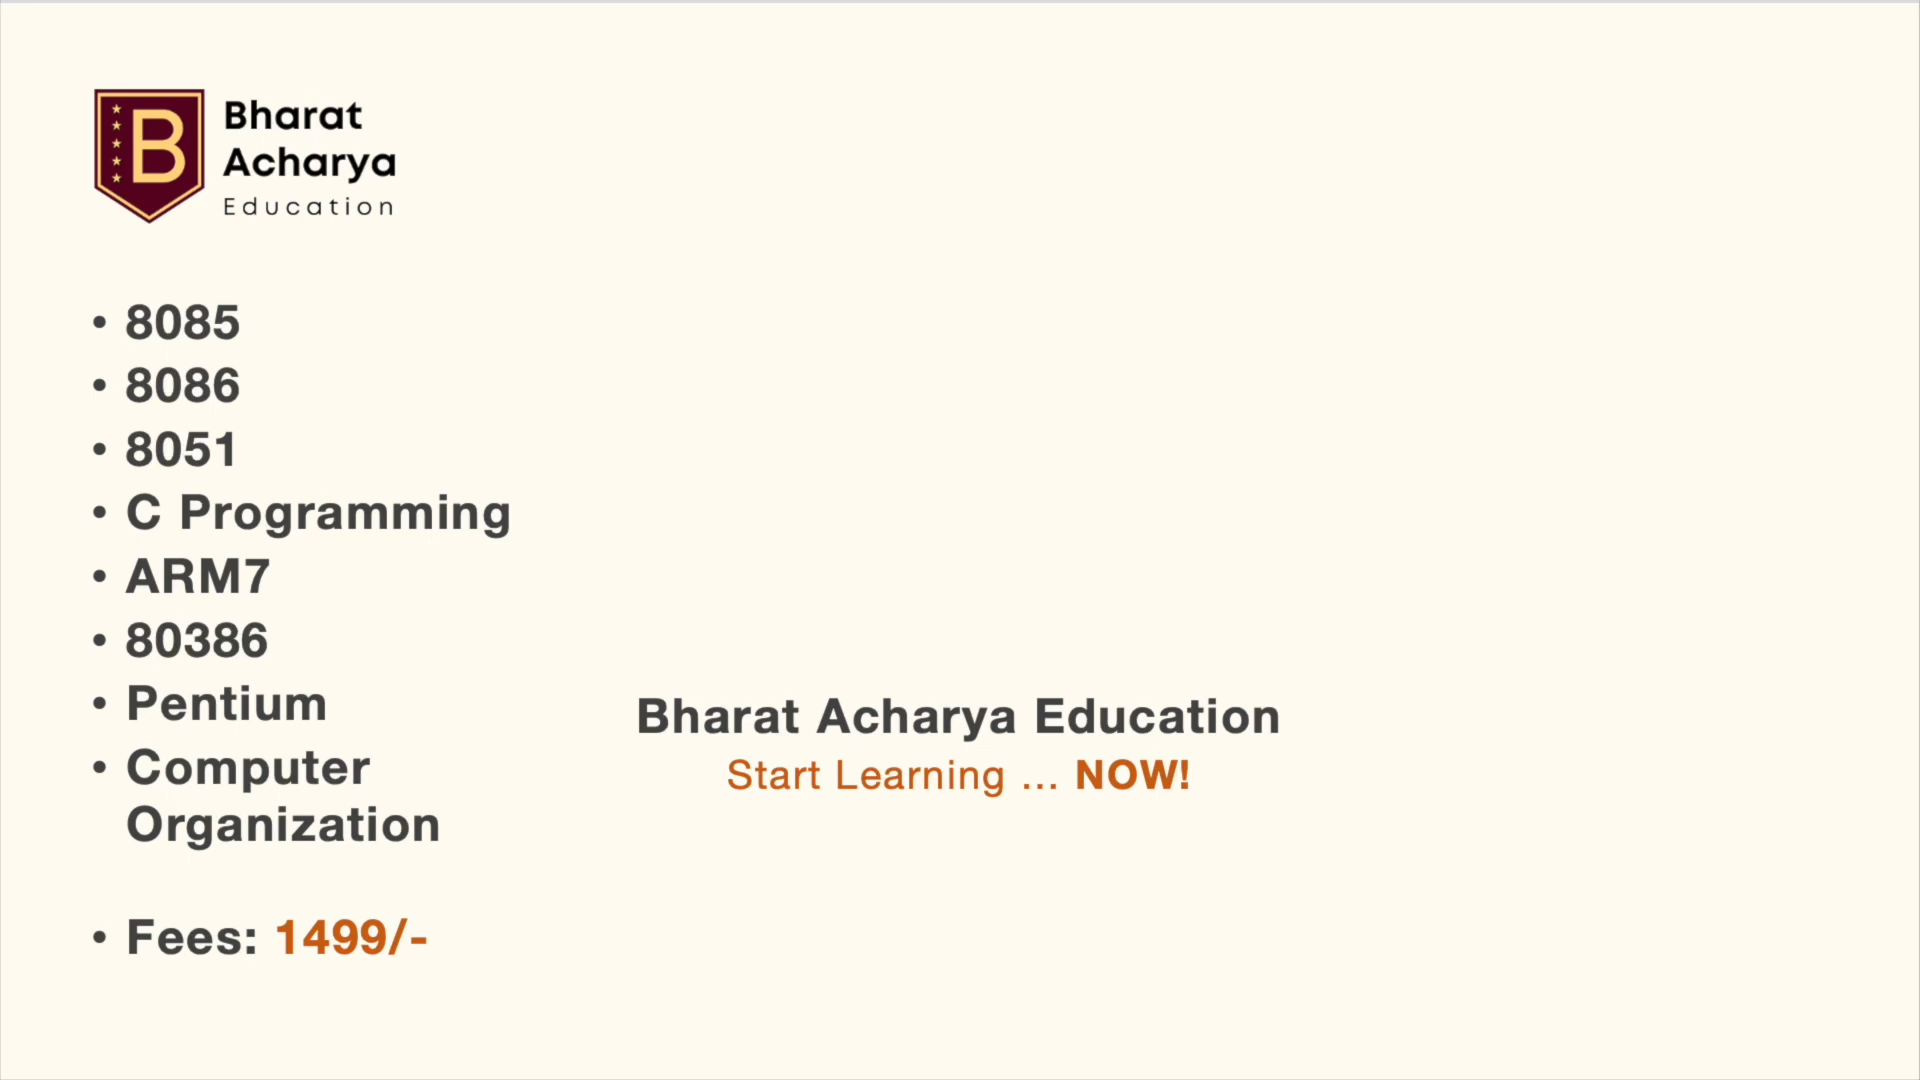 B
Bharat
Acharya
Education
• 8085
• 8086
• 8051
• C Programming
• ARM7
• 80386
• Pentium
• Computer
Organization
• Fees: 1499/-
Bharat Acharya Education
Start Learning ... NOW!